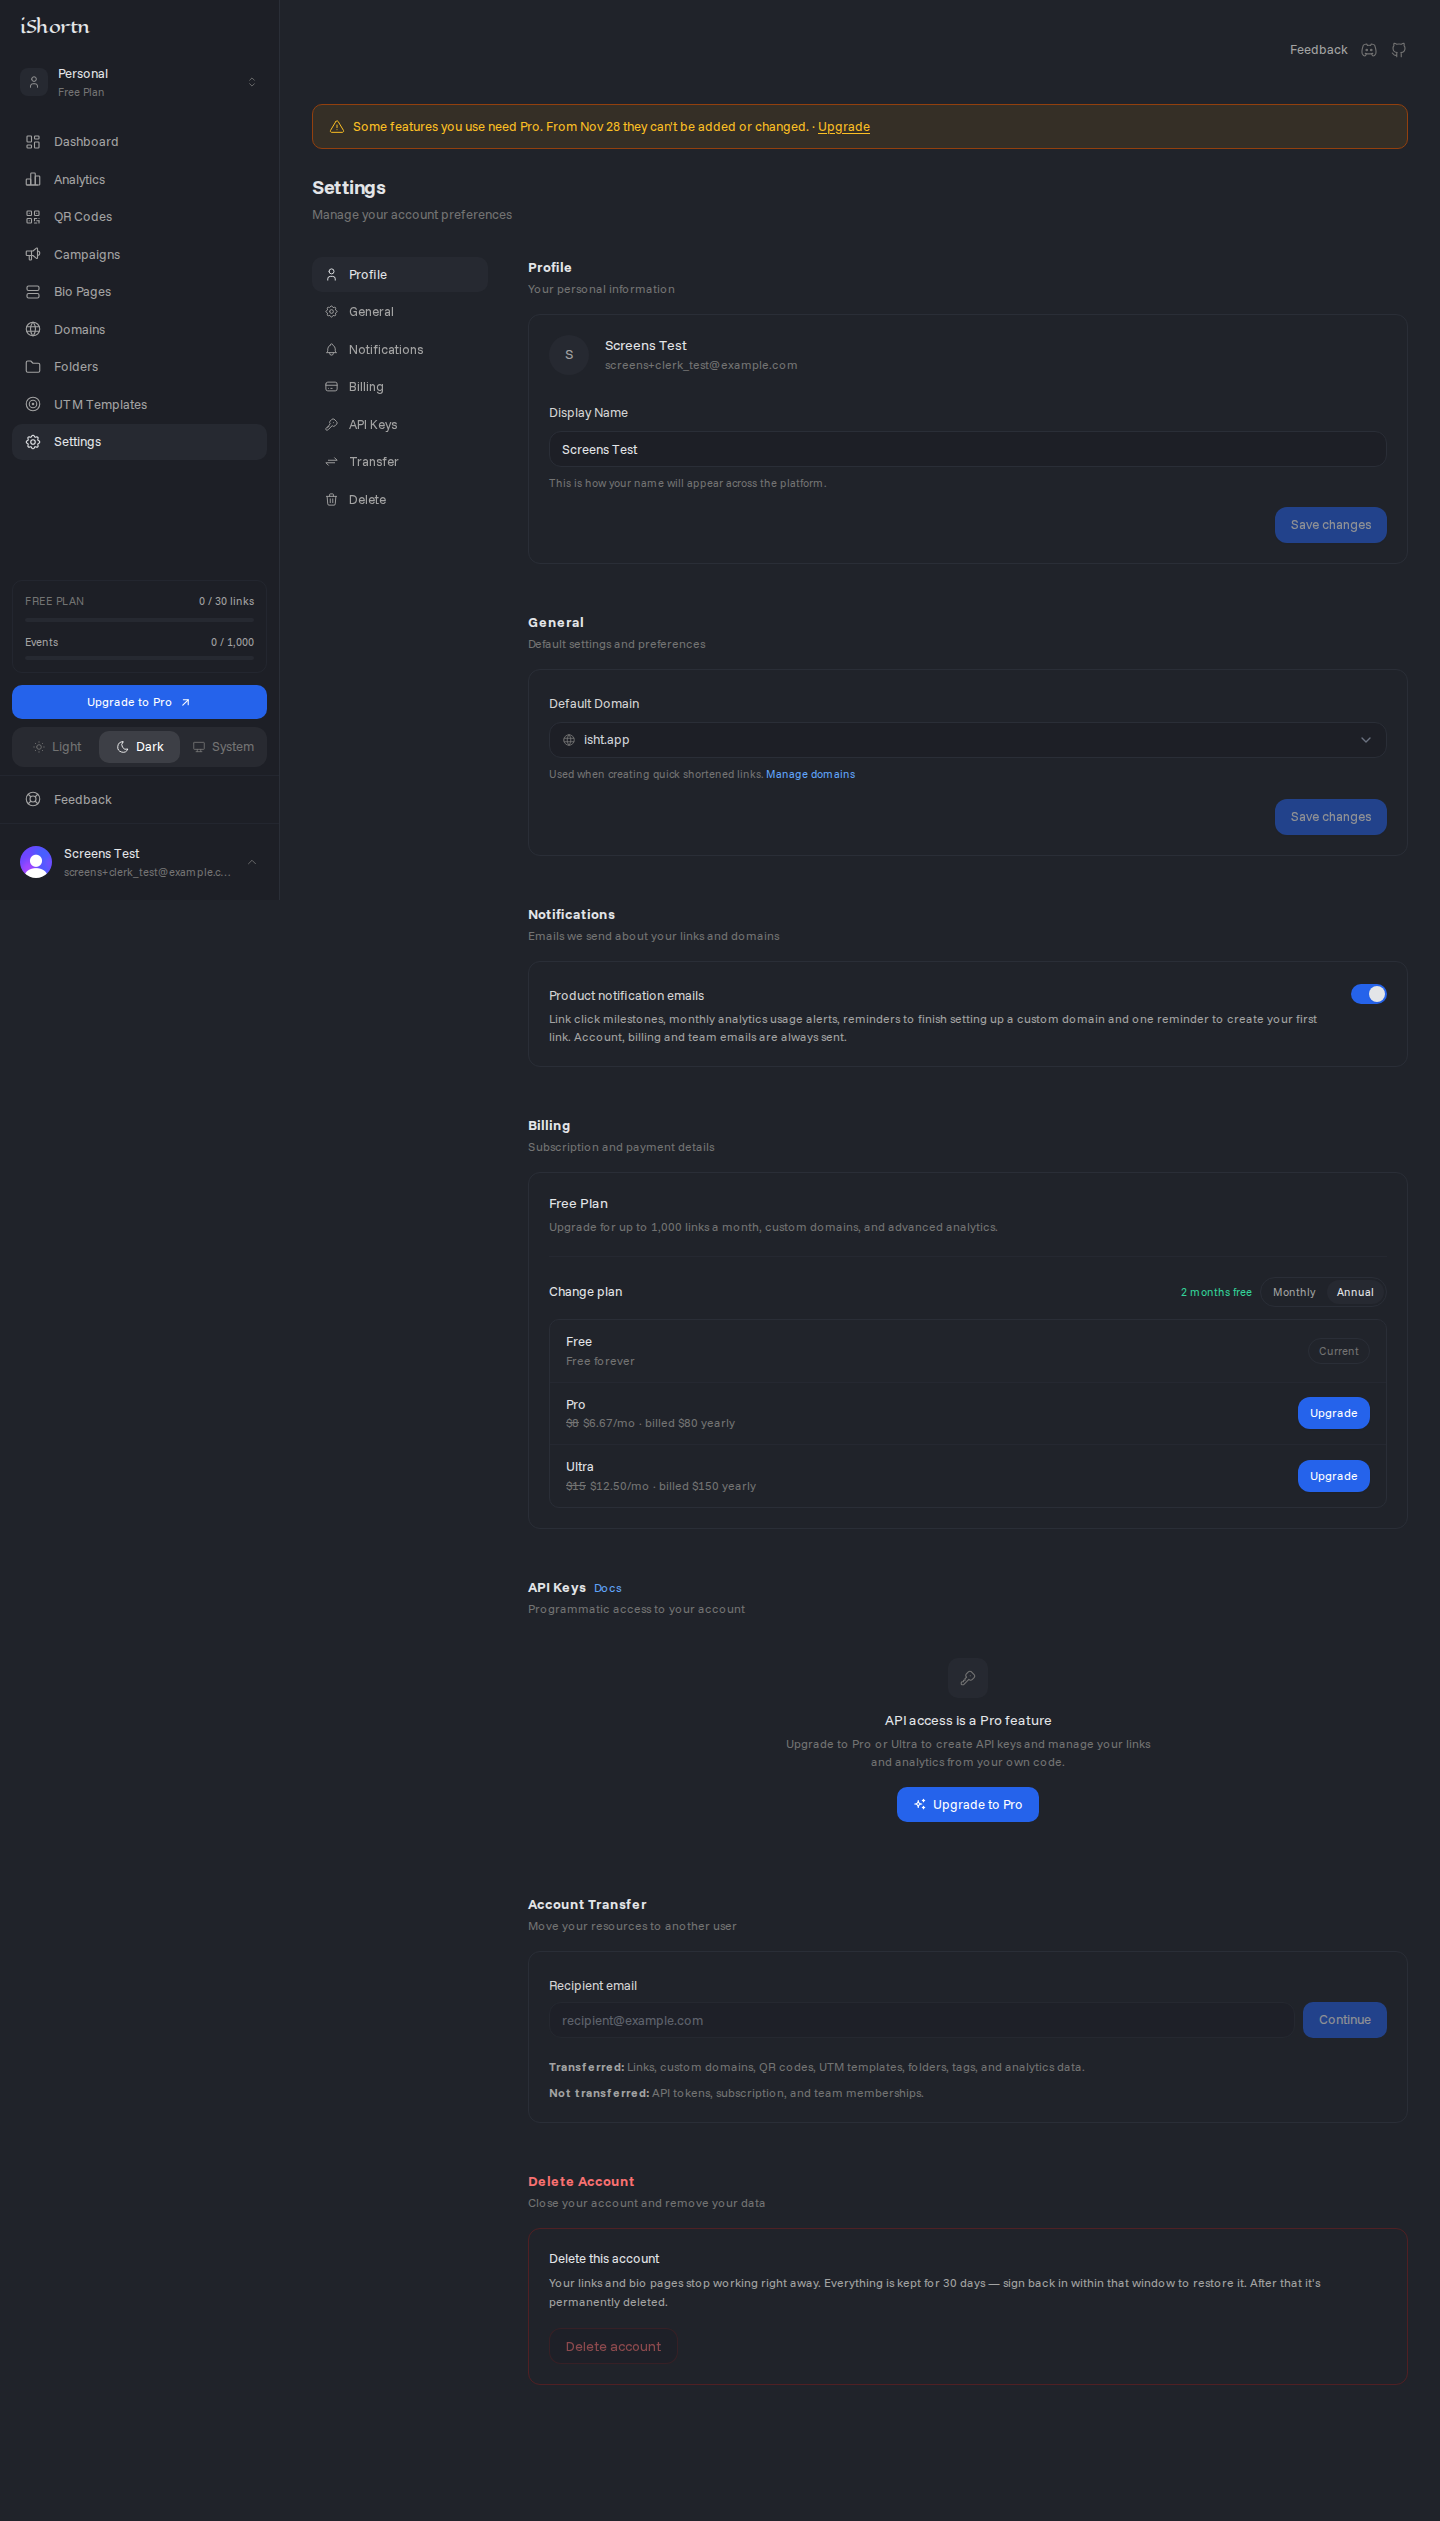 iShortn
Personal
Free Plan
Dashboard
Analytics
QR Codes
Campaigns
Bio Pages
Domains
Folders
UTM Templates
Settings
FREE PLAN 0 / 30 links
Events 0 / 1,000
Upgrade to Pro
Light Dark System
Feedback
Screens Test
screens+clerk_test@example.c...
Feedback
Some features you use need Pro. From Nov 28 they can't be added or changed. · Upgrade
Settings
Manage your account preferences
Profile
General
Notifications
Billing
API Keys
Transfer
Delete
Profile
Your personal information
S
Screens Test
screens+clerk_test@example.com
Display Name
Screens Test
This is how your name will appear across the platform.
Save changes
General
Default settings and preferences
Default Domain
isht.app
Used when creating quick shortened links. Manage domains
Save changes
Notifications
Emails we send about your links and domains
Product notification emails
Link click milestones, monthly analytics usage alerts, reminders to finish setting up a custom domain and one reminder to create your first
link. Account, billing and team emails are always sent.
Billing
Subscription and payment details
Free Plan
Upgrade for up to 1,000 links a month, custom domains, and advanced analytics.
Change plan 2 months free Monthly Annual
Free
Free forever
Current
Pro
$8 $6.67/mo · billed $80 yearly
Upgrade
Ultra
$15 $12.50/mo · billed $150 yearly
Upgrade
API Keys Docs
Programmatic access to your account
API access is a Pro feature
Upgrade to Pro or Ultra to create API keys and manage your links
and analytics from your own code.
Upgrade to Pro
Account Transfer
Move your resources to another user
Recipient email
recipient@example.com
Continue
Transferred: Links, custom domains, QR codes, UTM templates, folders, tags, and analytics data.
Not transferred: API tokens, subscription, and team memberships.
Delete Account
Close your account and remove your data
Delete this account
Your links and bio pages stop working right away. Everything is kept for 30 days — sign back in within that window to restore it. After that it's
permanently deleted.
Delete account